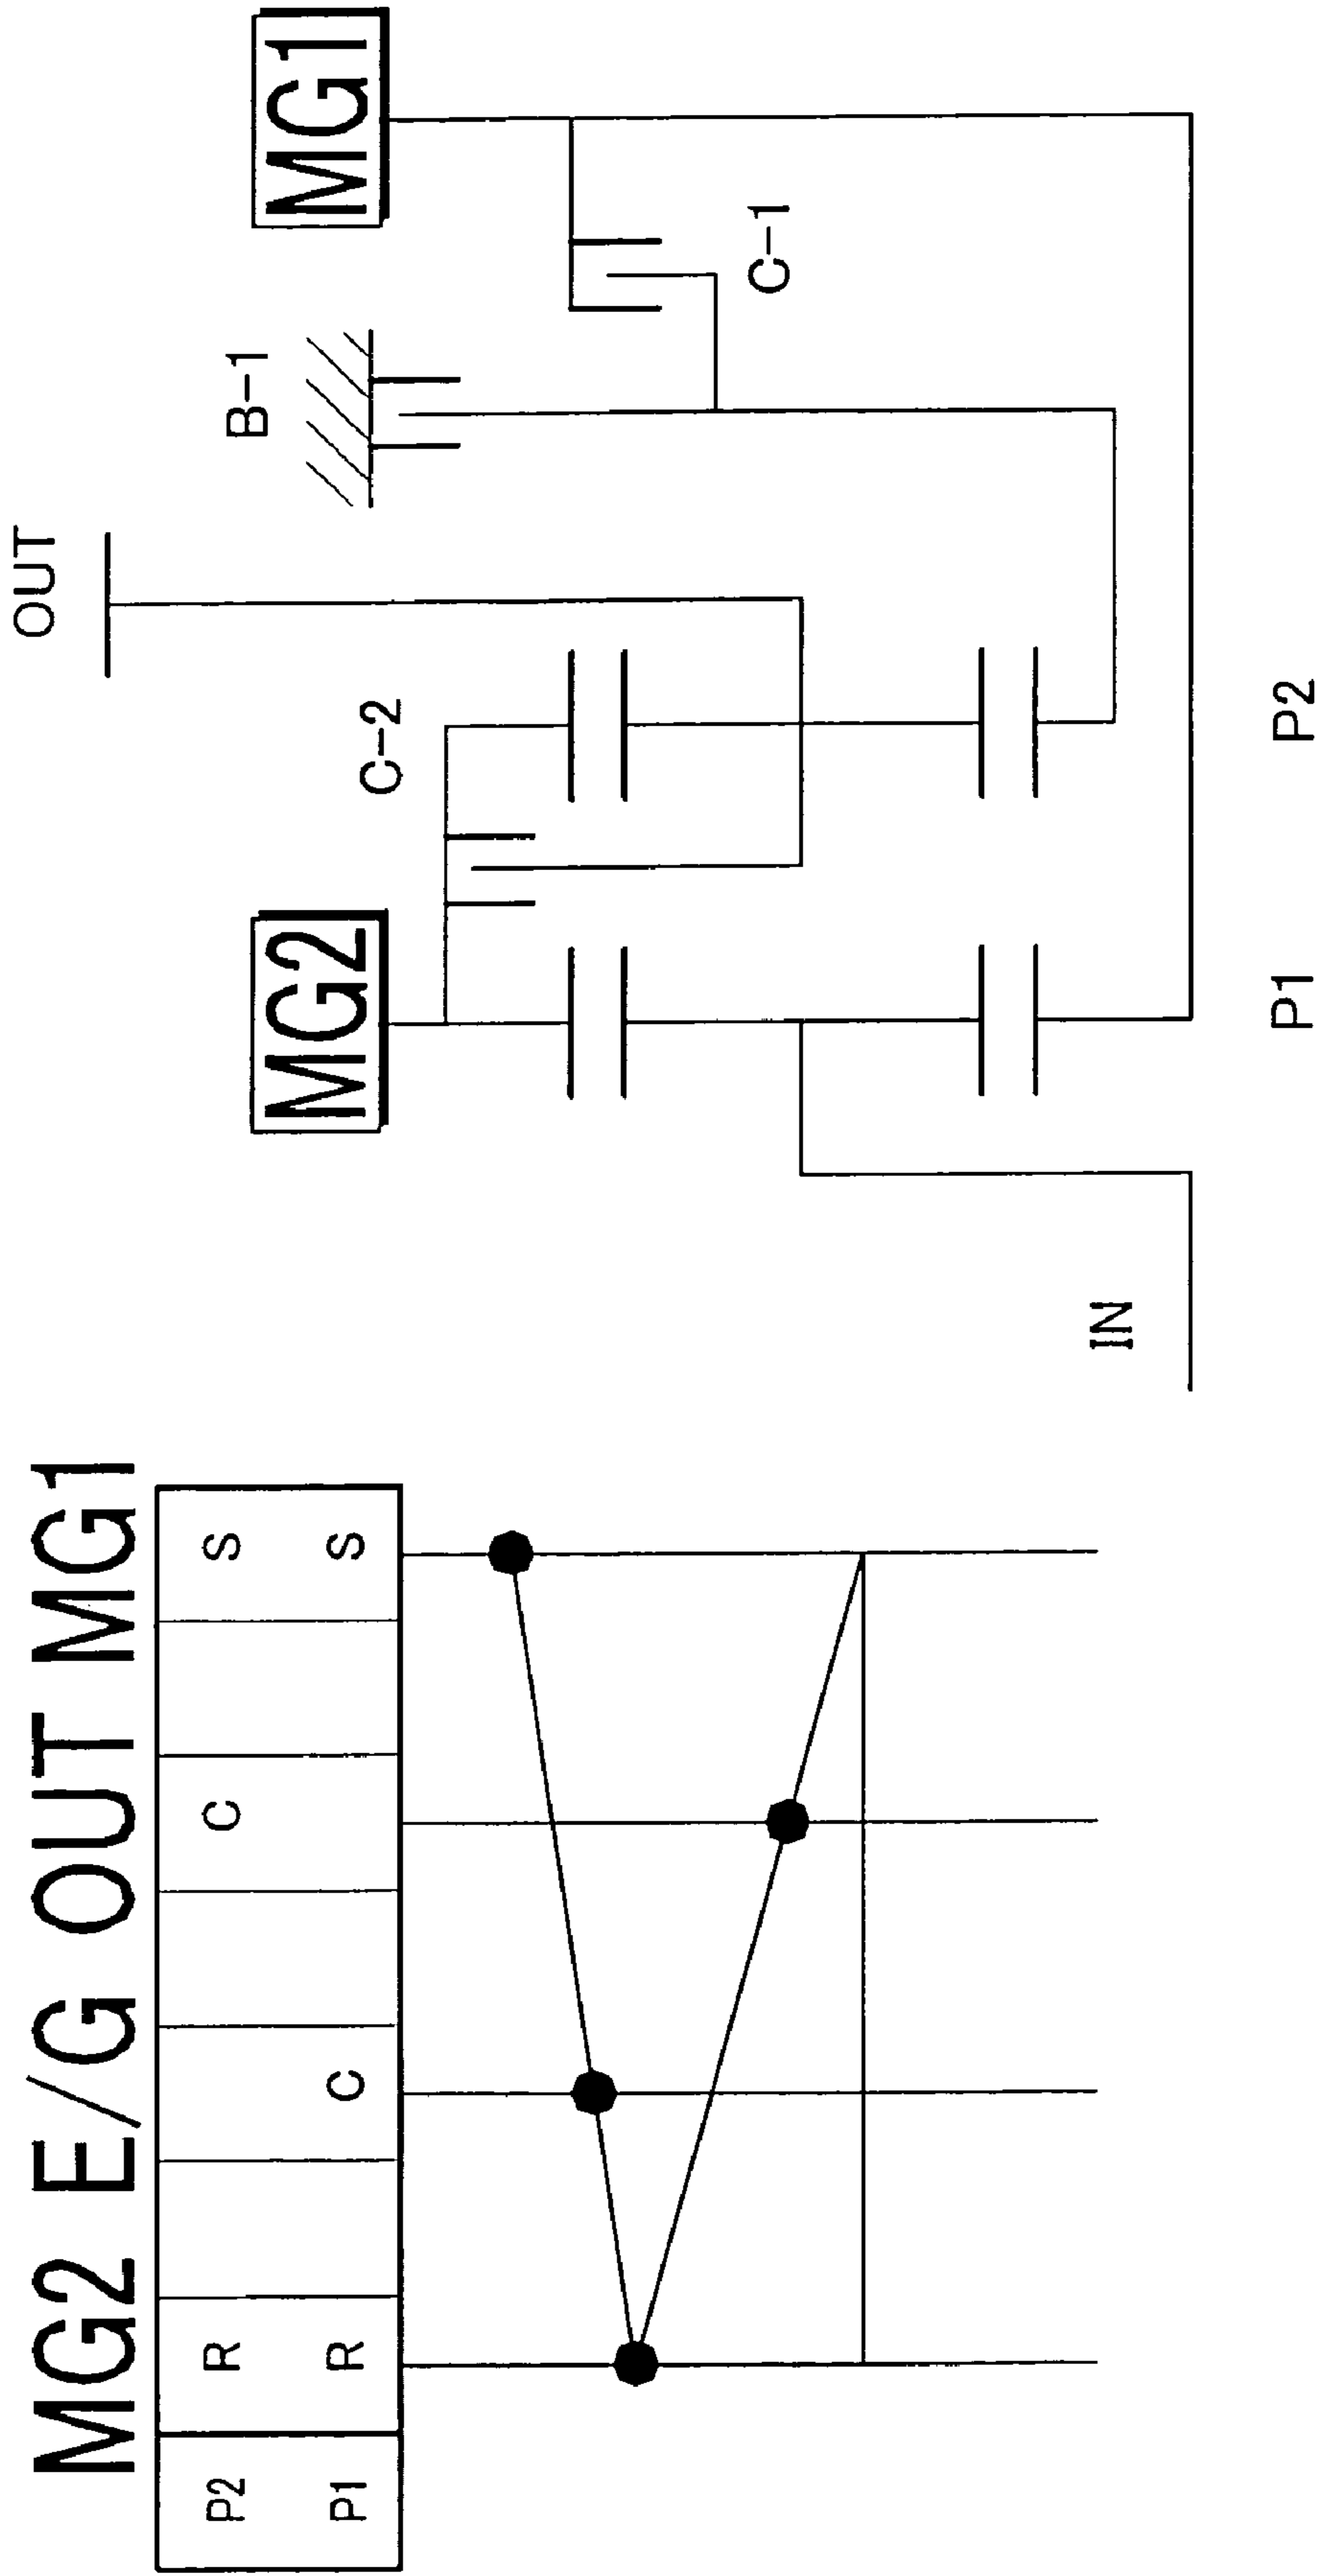 MG2 E/G OUT MG1
P2 R C S
P1 R C S
OUT
MG2
C-2
B-1
MG1
C-1
IN
P1
P2